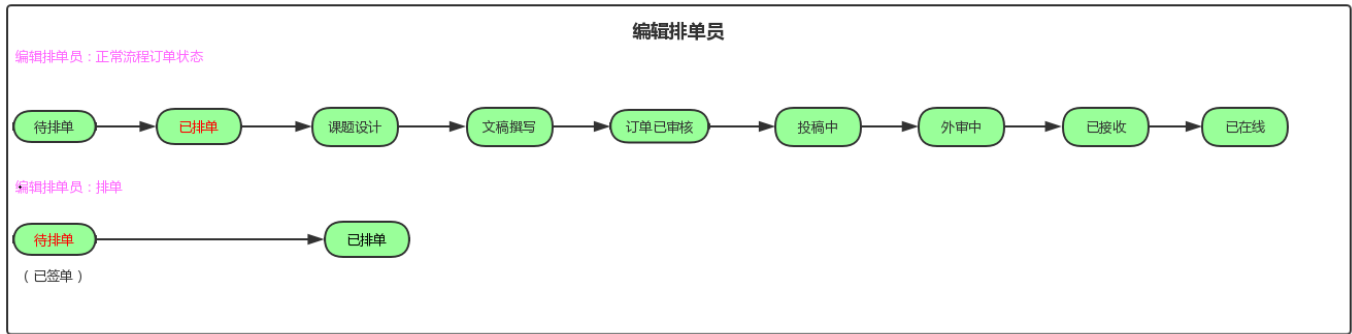 编辑排单员
编辑排单员：正常流程订单状态
待排单 已排单 课题设计 文稿撰写 订单已审核 投稿中 外审中 已接收 已在线
编辑排单员：排单
待排单 已排单
（已签单）